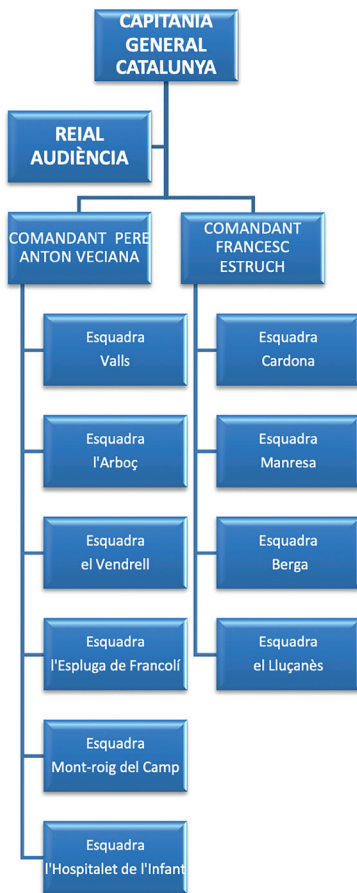 CAPITANIA
GENERAL
CATALUNYA
REIAL
AUDIÈNCIA
COMANDANT PERE
ANTON VECIANA
COMANDANT
FRANCESC
ESTRUCH
Esquadra
Valls
Esquadra
l'Arboç
Esquadra
el Vendrell
Esquadra
l'Espluga de Francolí
Esquadra
Mont-roig del Camp
Esquadra
l'Hospitalet de l'Infant
Esquadra
Cardona
Esquadra
Manresa
Esquadra
Berga
Esquadra
el Lluçanès